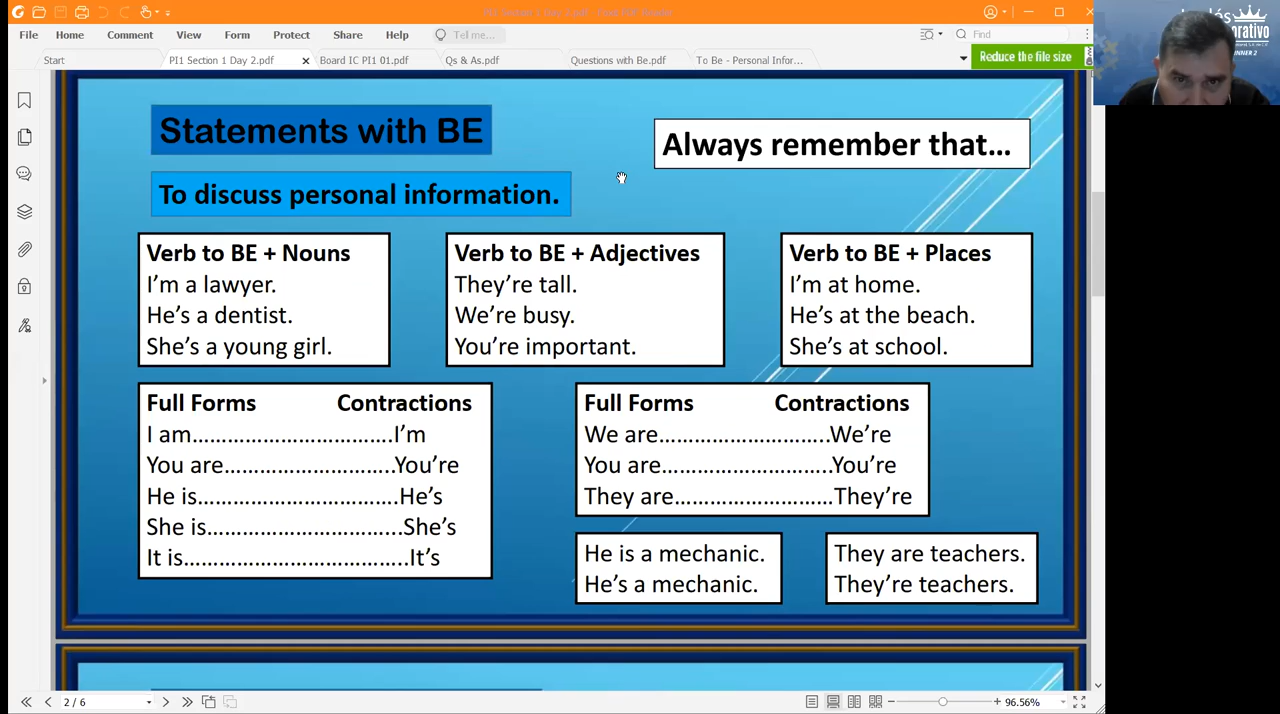 File Home Comment View Form Protect Share Help Tell me... Find
Start PI1 Section 1 Day 2.pdf Board 1C PI1 01.pdf Qs & As.pdf Questions with Be.pdf To Be - Personal Infor... Reduce the file size
Statements with BE
Always remember that...
To discuss personal information.
Verb to BE + Nouns
I'm a lawyer.
He's a dentist.
She's a young girl.
Verb to BE + Adjectives
They're tall.
We're busy.
You're important.
Verb to BE + Places
I'm at home.
He's at the beach.
She's at school.
Full Forms Contractions
I am....................................I'm
You are..............................You're
He is....................................He's
She is...................................She's
It is........................................It's
Full Forms Contractions
We are..............................We're
You are..............................You're
They are............................They're
He is a mechanic.
He's a mechanic.
They are teachers.
They're teachers.
2 / 6 96.56%